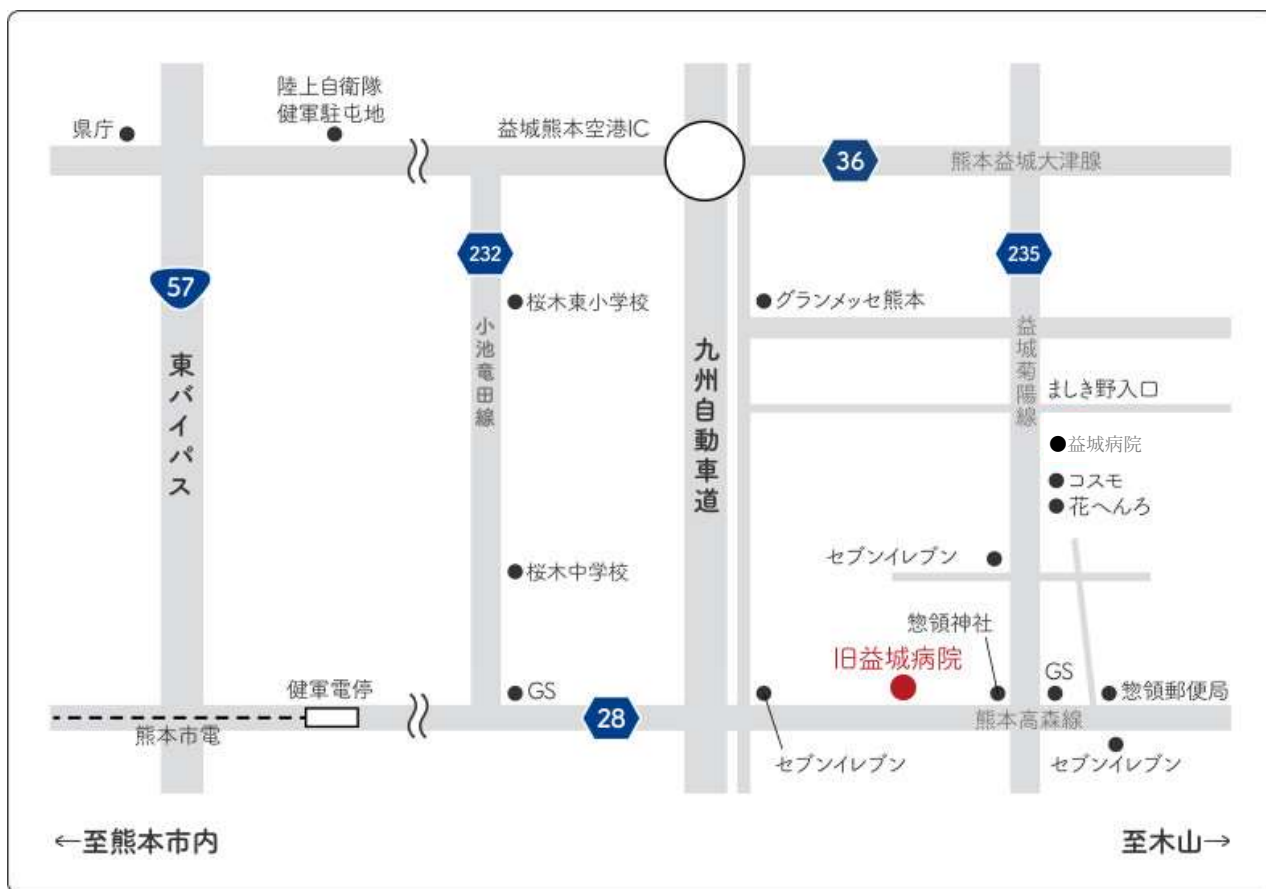 陸上自衛隊
健軍駐屯地
県庁
益城熊本空港IC
36
熊本益城大津腺
232
235
57
桜木東小学校
グランメッセ熊本
小池竜田線
益城菊陽線
東バイパス
九州自動車道
ましき野入口
益城病院
コスモ
花へんろ
セブンイレブン
桜木中学校
惣領神社
旧益城病院
GS
健軍電停
GS
惣領郵便局
28
熊本高森線
熊本市電
セブンイレブン
セブンイレブン
←至熊本市内
至木山→